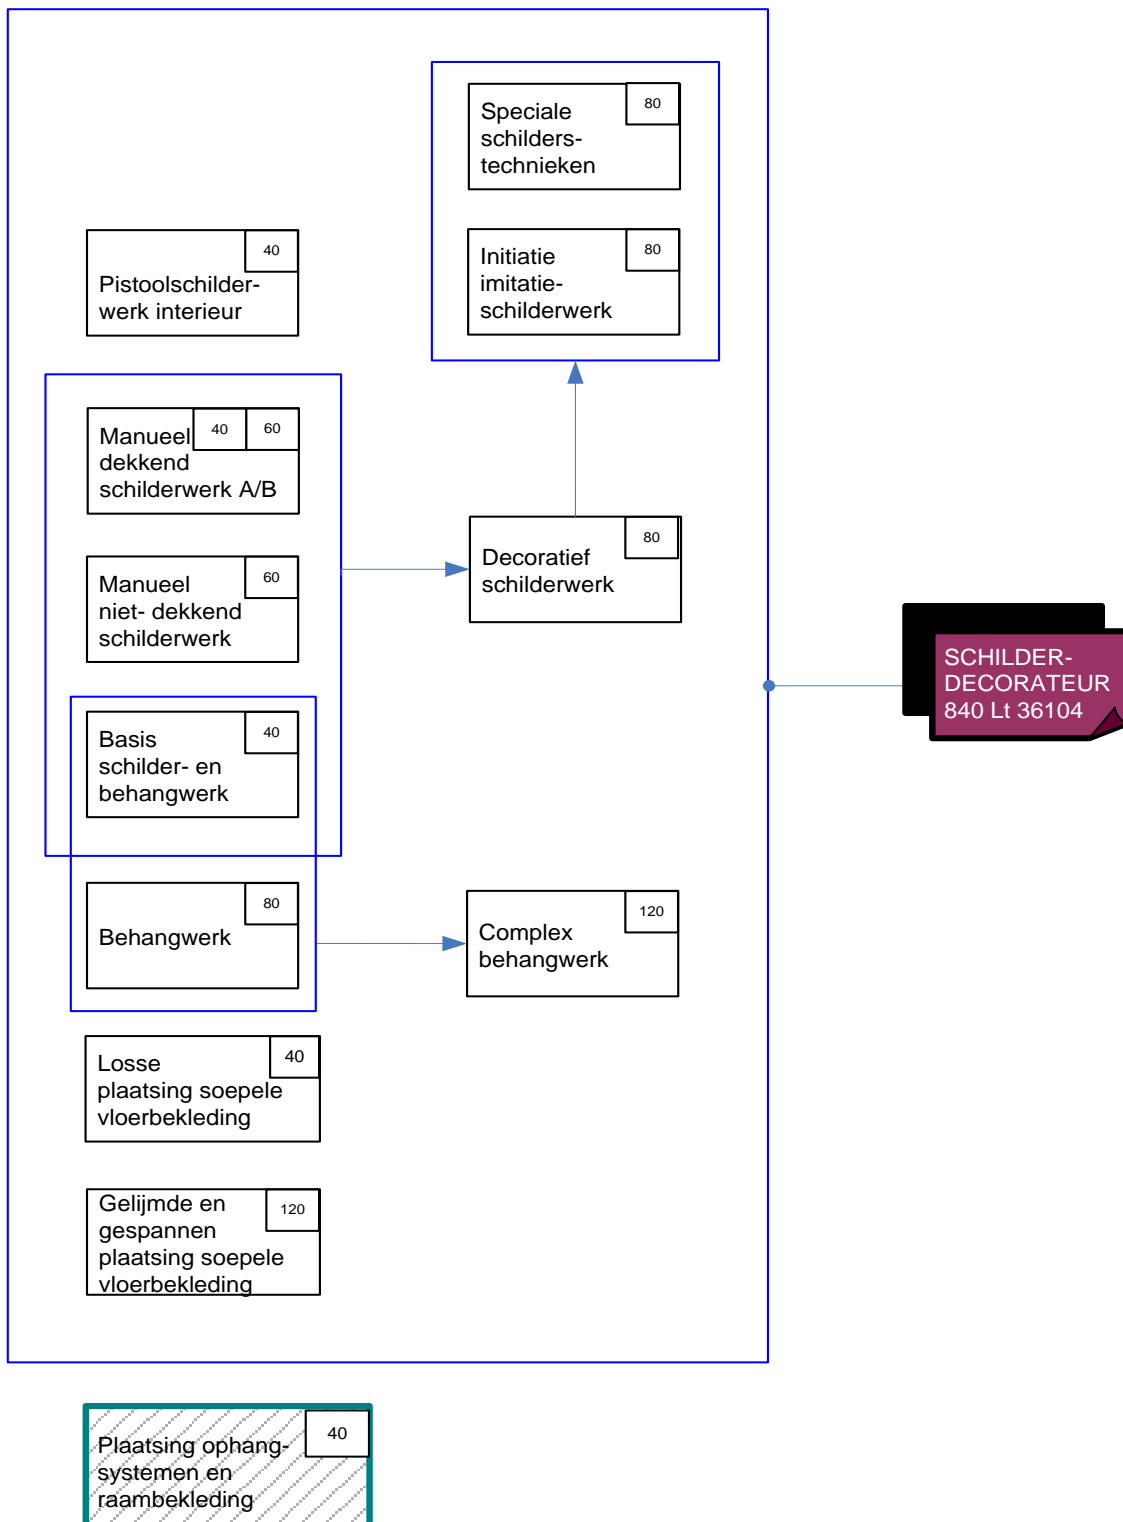 80
Speciale
schilders-
technieken
80
Initiatie
imitatie-
schilderwerk
40
Pistoolschilder-
werk interieur
40 60
Manueel
dekkend
schilderwerk A/B
60
Manueel
niet- dekkend
schilderwerk
80
Decoratief
schilderwerk
SCHILDER-
DECORATEUR
840 Lt 36104
40
Basis
schilder- en
behangwerk
80
Behangwerk
120
Complex
behangwerk
40
Losse
plaatsing soepele
vloerbekleding
120
Gelijmde en
gespannen
plaatsing soepele
vloerbekleding
40
Plaatsing ophang-
systemen en
raambekleding